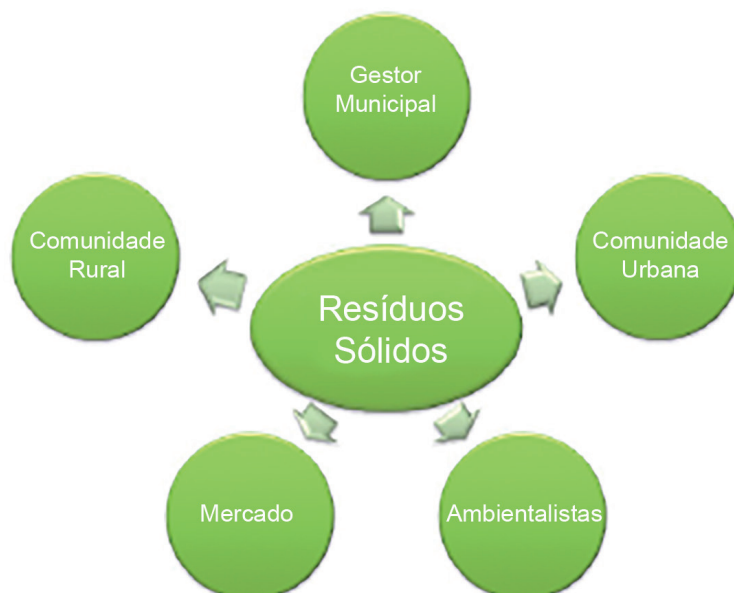 Gestor
Municipal
Comunidade
Rural
Comunidade
Urbana
Resíduos
Sólidos
Mercado
Ambientalistas